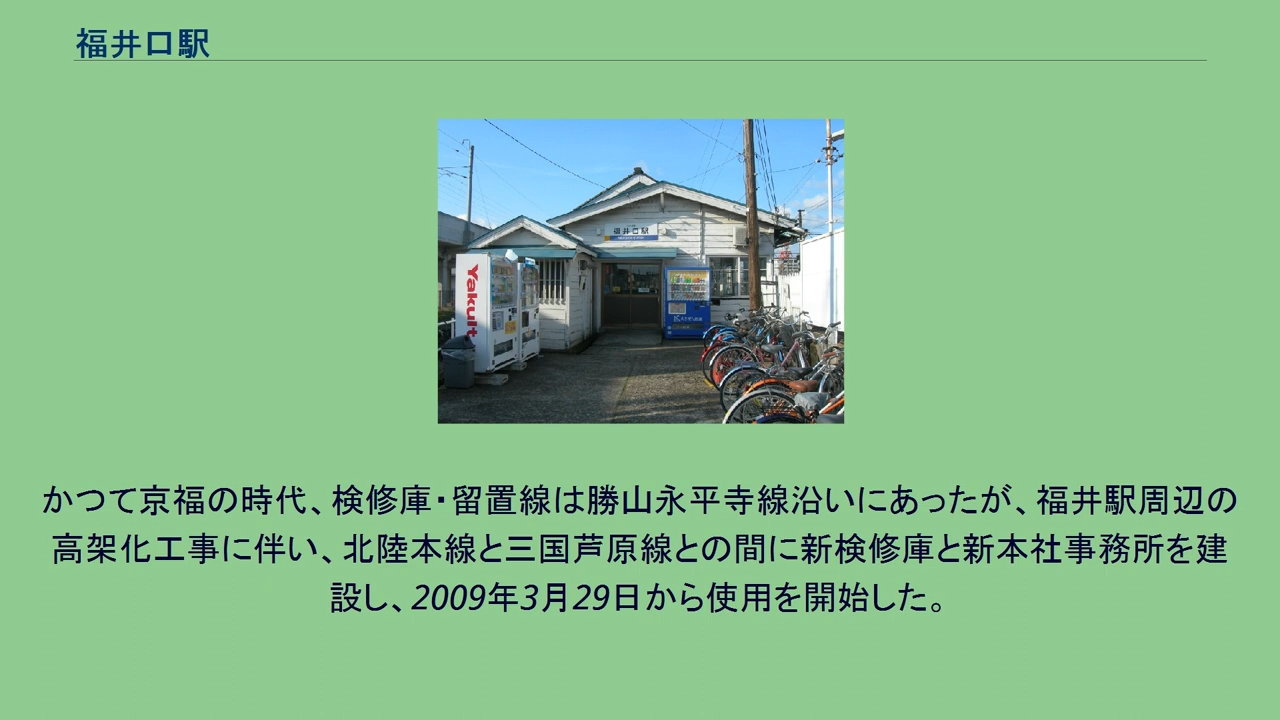 福井口駅
福井口駅
Yakult
かつて京福の時代、検修庫・留置線は勝山永平寺線沿いにあったが、福井駅周辺の
高架化工事に伴い、北陸本線と三国芦原線との間に新検修庫と新本社事務所を建
設し、2009年3月29日から使用を開始した。